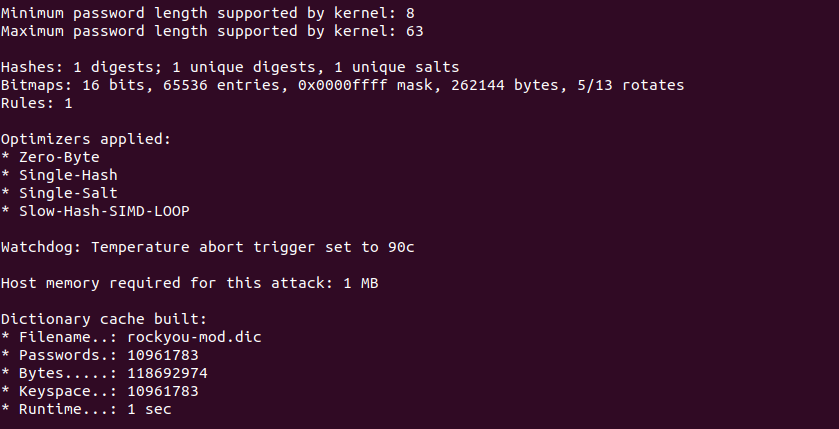 Minimum password length supported by kernel: 8
Maximum password length supported by kernel: 63
Hashes: 1 digests; 1 unique digests, 1 unique salts
Bitmaps: 16 bits, 65536 entries, 0x0000ffff mask, 262144 bytes, 5/13 rotates
Rules: 1
Optimizers applied:
* Zero-Byte
* Single-Hash
* Single-Salt
* Slow-Hash-SIMD-LOOP
Watchdog: Temperature abort trigger set to 90c
Host memory required for this attack: 1 MB
Dictionary cache built:
* Filename..: rockyou-mod.dic
* Passwords.: 10961783
* Bytes.....: 118692974
* Keyspace..: 10961783
* Runtime...: 1 sec